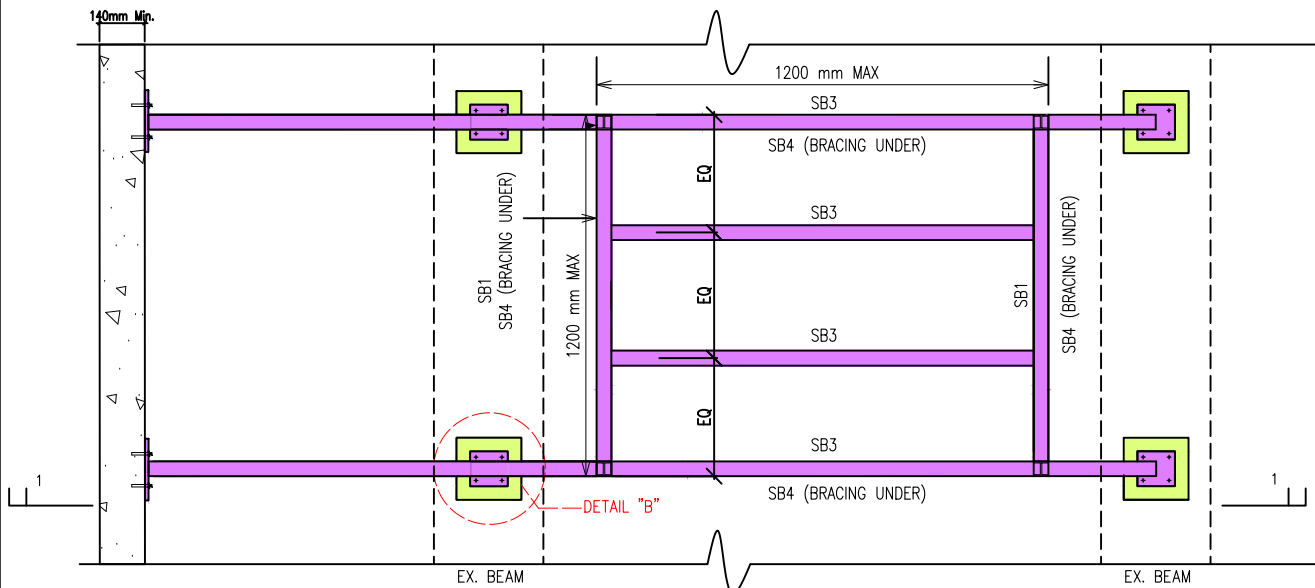 140mm Min.
1200 mm MAX
SB3
SB4 (BRACING UNDER)
EQ
SB3
SB1
SB4 (BRACING UNDER)
1200 mm MAX
EQ
SB1
SB4 (BRACING UNDER)
SB3
EQ
SB3
SB4 (BRACING UNDER)
1
1
DETAIL "B"
EX. BEAM
EX. BEAM